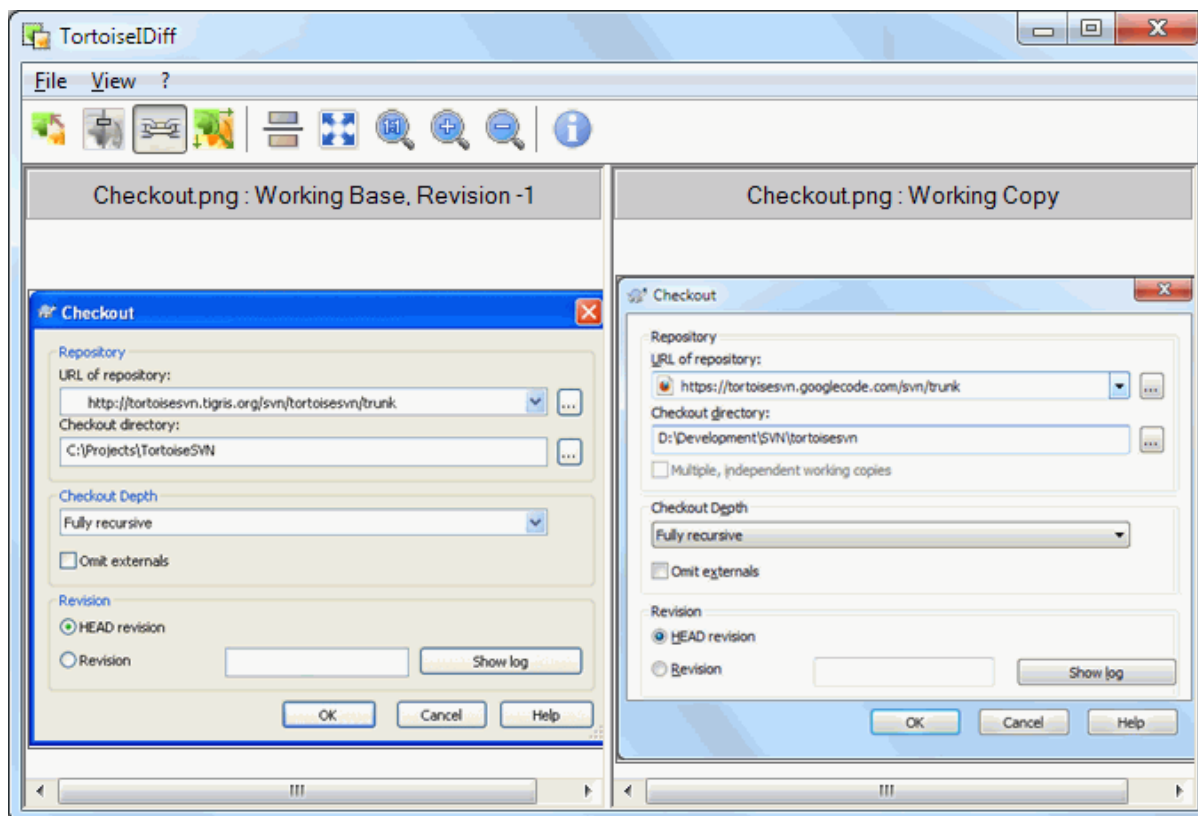 TortoiseIDiff
File View ?
1:1
Checkout.png : Working Base, Revision -1
Checkout
Repository
URL of repository:
http://tortoisesvn.tigris.org/svn/tortoisesvn/trunk
...
Checkout directory:
C:\Projects\TortoiseSVN
...
Checkout Depth
Fully recursive
Omit externals
Revision
HEAD revision
Revision
Show log
OK Cancel Help
Checkout.png : Working Copy
Checkout
Repository
URL of repository:
https://tortoisesvn.googlecode.com/svn/trunk
...
Checkout directory:
D:\Development\SVN\tortoisesvn
...
Multiple, independent working copies
Checkout Depth
Fully recursive
Omit externals
Revision
HEAD revision
Revision
Show log
OK Cancel Help